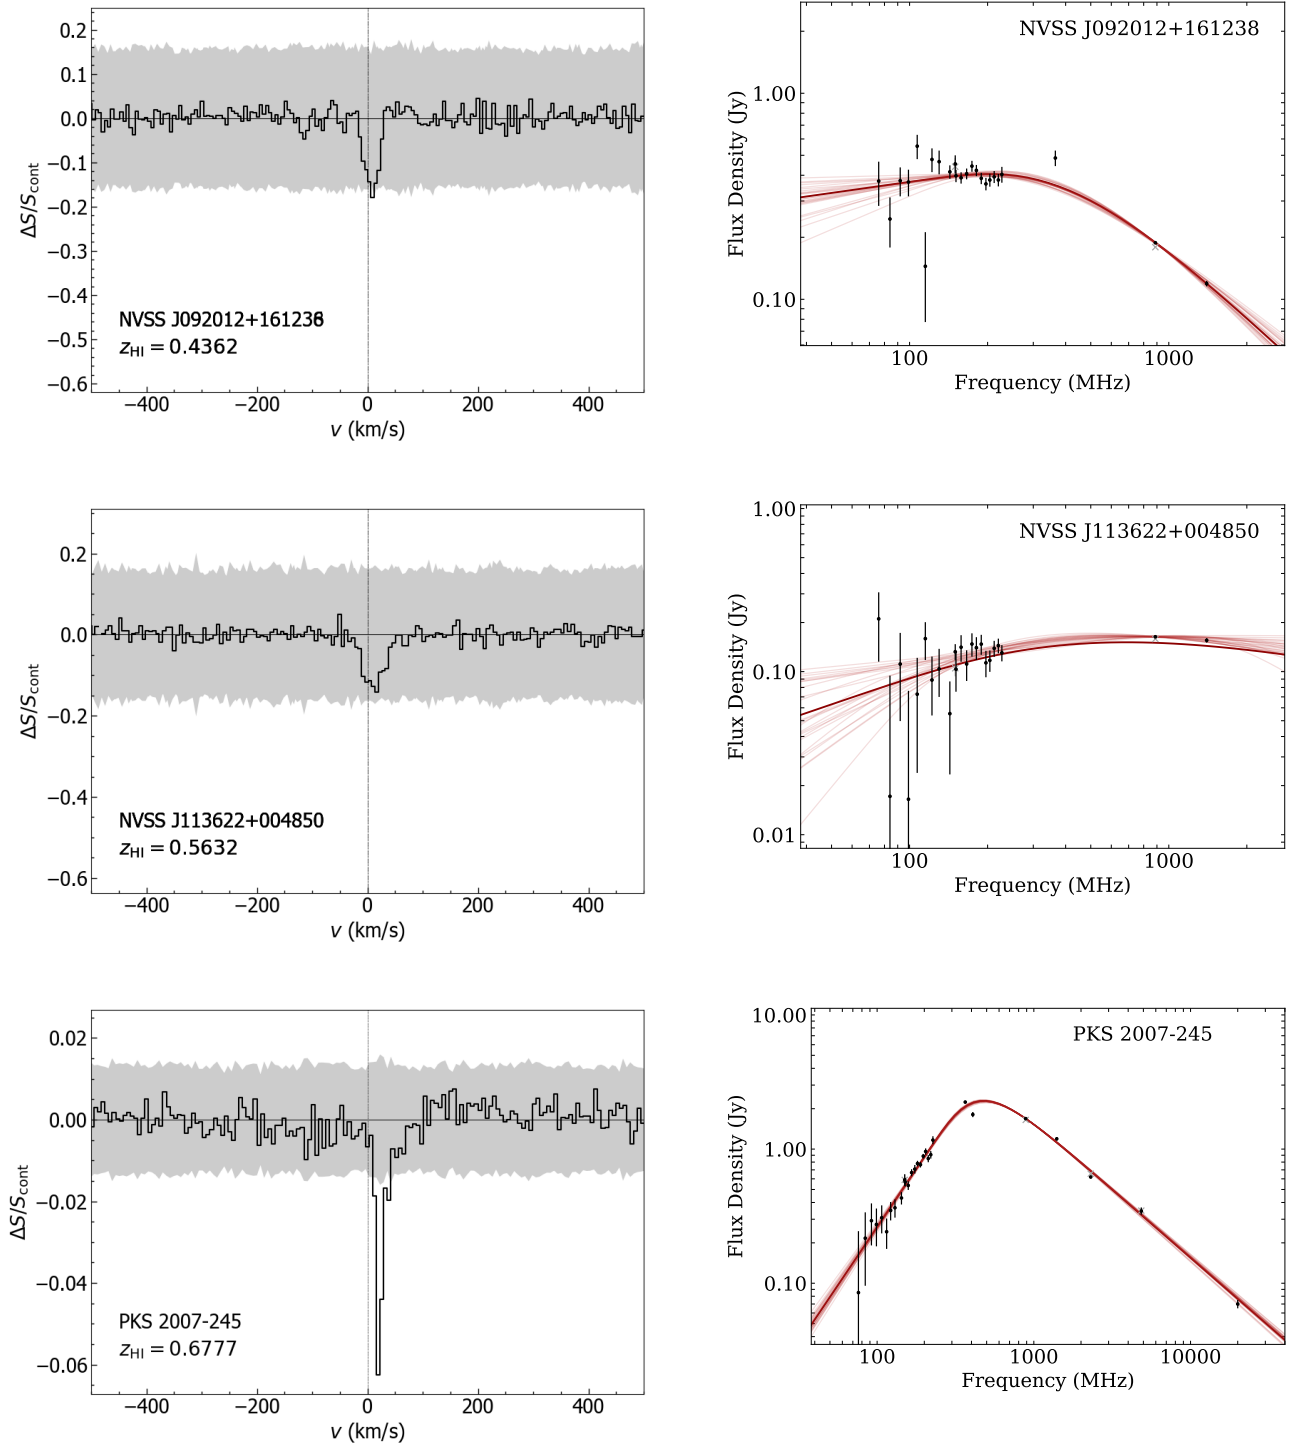 0.2
0.1
0.0
−0.1
−0.2
−0.3
−0.4
−0.5
−0.6
ΔS/S_cont
NVSS J092012+161238
z_HI = 0.4362
−400 −200 0 200 400
v (km/s)
NVSS J092012+161238
1.00
0.10
Flux Density (Jy)
100 1000
Frequency (MHz)
0.2
0.0
−0.2
−0.4
−0.6
ΔS/S_cont
NVSS J113622+004850
z_HI = 0.5632
−400 −200 0 200 400
v (km/s)
NVSS J113622+004850
1.00
0.10
0.01
Flux Density (Jy)
100 1000
Frequency (MHz)
0.02
0.00
−0.02
−0.04
−0.06
ΔS/S_cont
PKS 2007-245
z_HI = 0.6777
−400 −200 0 200 400
v (km/s)
PKS 2007-245
10.00
1.00
0.10
Flux Density (Jy)
100 1000 10000
Frequency (MHz)